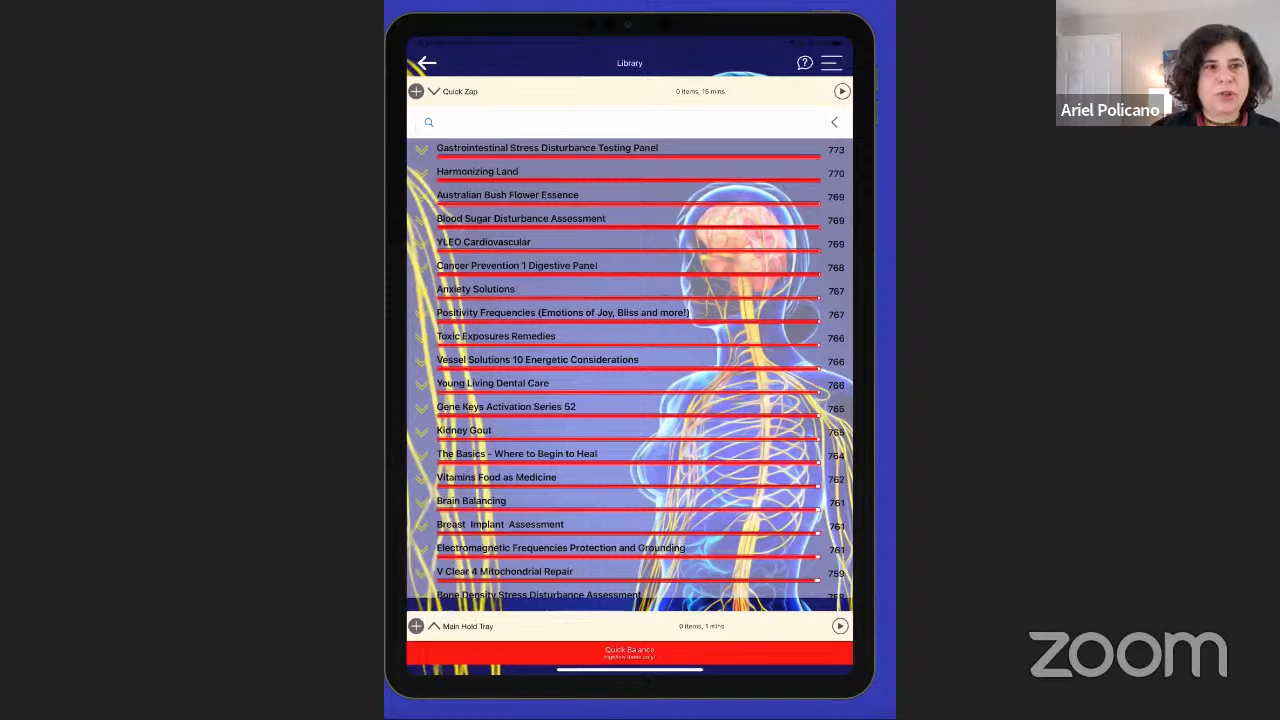 Library
Quick Zap
0 items, 15 mins
Gastrointestinal Stress Disturbance Testing Panel 773
Harmonizing Land 770
Australian Bush Flower Essence 769
Blood Sugar Disturbance Assessment 769
YLEO Cardiovascular 769
Cancer Prevention 1 Digestive Panel 768
Anxiety Solutions 767
Positivity Frequencies (Emotions of Joy, Bliss and more!) 767
Toxic Exposures Remedies 766
Vessel Solutions 10 Energetic Considerations 766
Young Living Dental Care 766
Gene Keys Activation Series 52 765
Kidney Gout 765
The Basics - Where to Begin to Heal 764
Vitamins Food as Medicine 762
Brain Balancing 761
Breast Implant Assessment 761
Electromagnetic Frequencies Protection and Grounding 761
V Clear 4 Mitochondrial Repair 759
Bone Density Stress Disturbance Assessment
Main Hold Tray
0 items, 1 mins
Quick Balance
high/low items only!
Ariel Policano
zoom